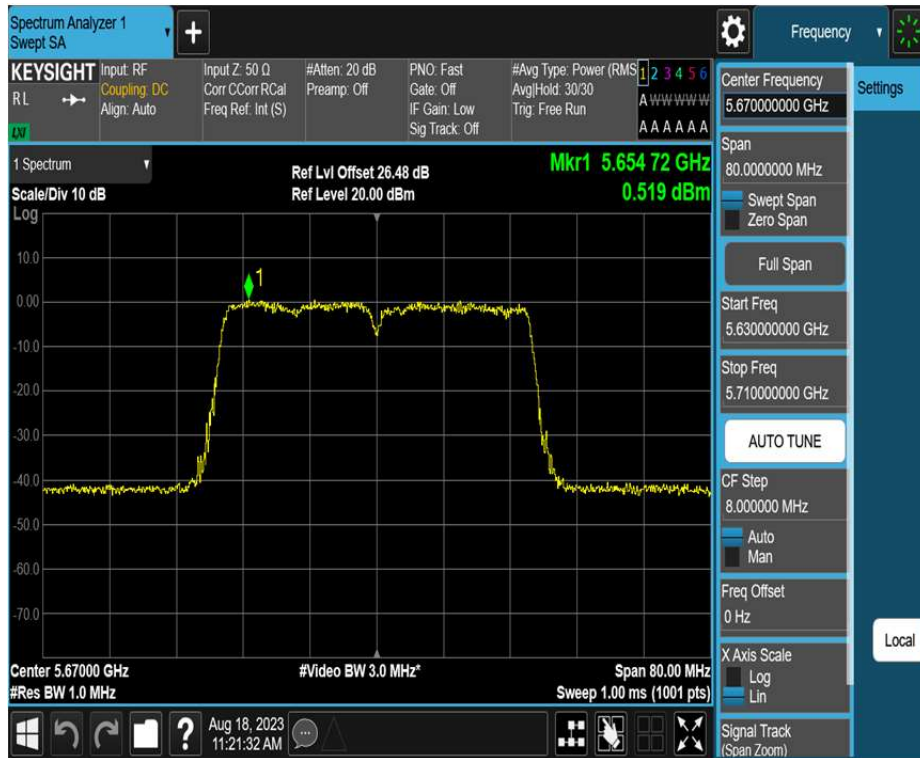 Spectrum Analyzer 1
Swept SA
+
Frequency
KEYSIGHT
RL
LXI
Input: RF
Coupling: DC
Align: Auto
Input Z: 50 Ω
Corr CCorr RCal
Freq Ref: Int (S)
#Atten: 20 dB
Preamp: Off
PNO: Fast
Gate: Off
IF Gain: Low
Sig Track: Off
#Avg Type: Power (RMS
Avg|Hold: 30/30
Trig: Free Run
1 2 3 4 5 6
A W W W W W
A A A A A A
Center Frequency
5.670000000 GHz
Settings
Span
80.0000000 MHz
Swept Span
Zero Span
Full Span
Start Freq
5.630000000 GHz
Stop Freq
5.710000000 GHz
AUTO TUNE
CF Step
8.000000 MHz
Auto
Man
Freq Offset
0 Hz
X Axis Scale
Log
Lin
Signal Track
(Span Zoom)
Local
1 Spectrum
Scale/Div 10 dB
Log
Ref Lvl Offset 26.48 dB
Ref Level 20.00 dBm
Mkr1 5.654 72 GHz
0.519 dBm
1
10.0
0.00
-10.0
-20.0
-30.0
-40.0
-50.0
-60.0
-70.0
Center 5.67000 GHz
#Res BW 1.0 MHz
#Video BW 3.0 MHz*
Span 80.00 MHz
Sweep 1.00 ms (1001 pts)
?
Aug 18, 2023
11:21:32 AM